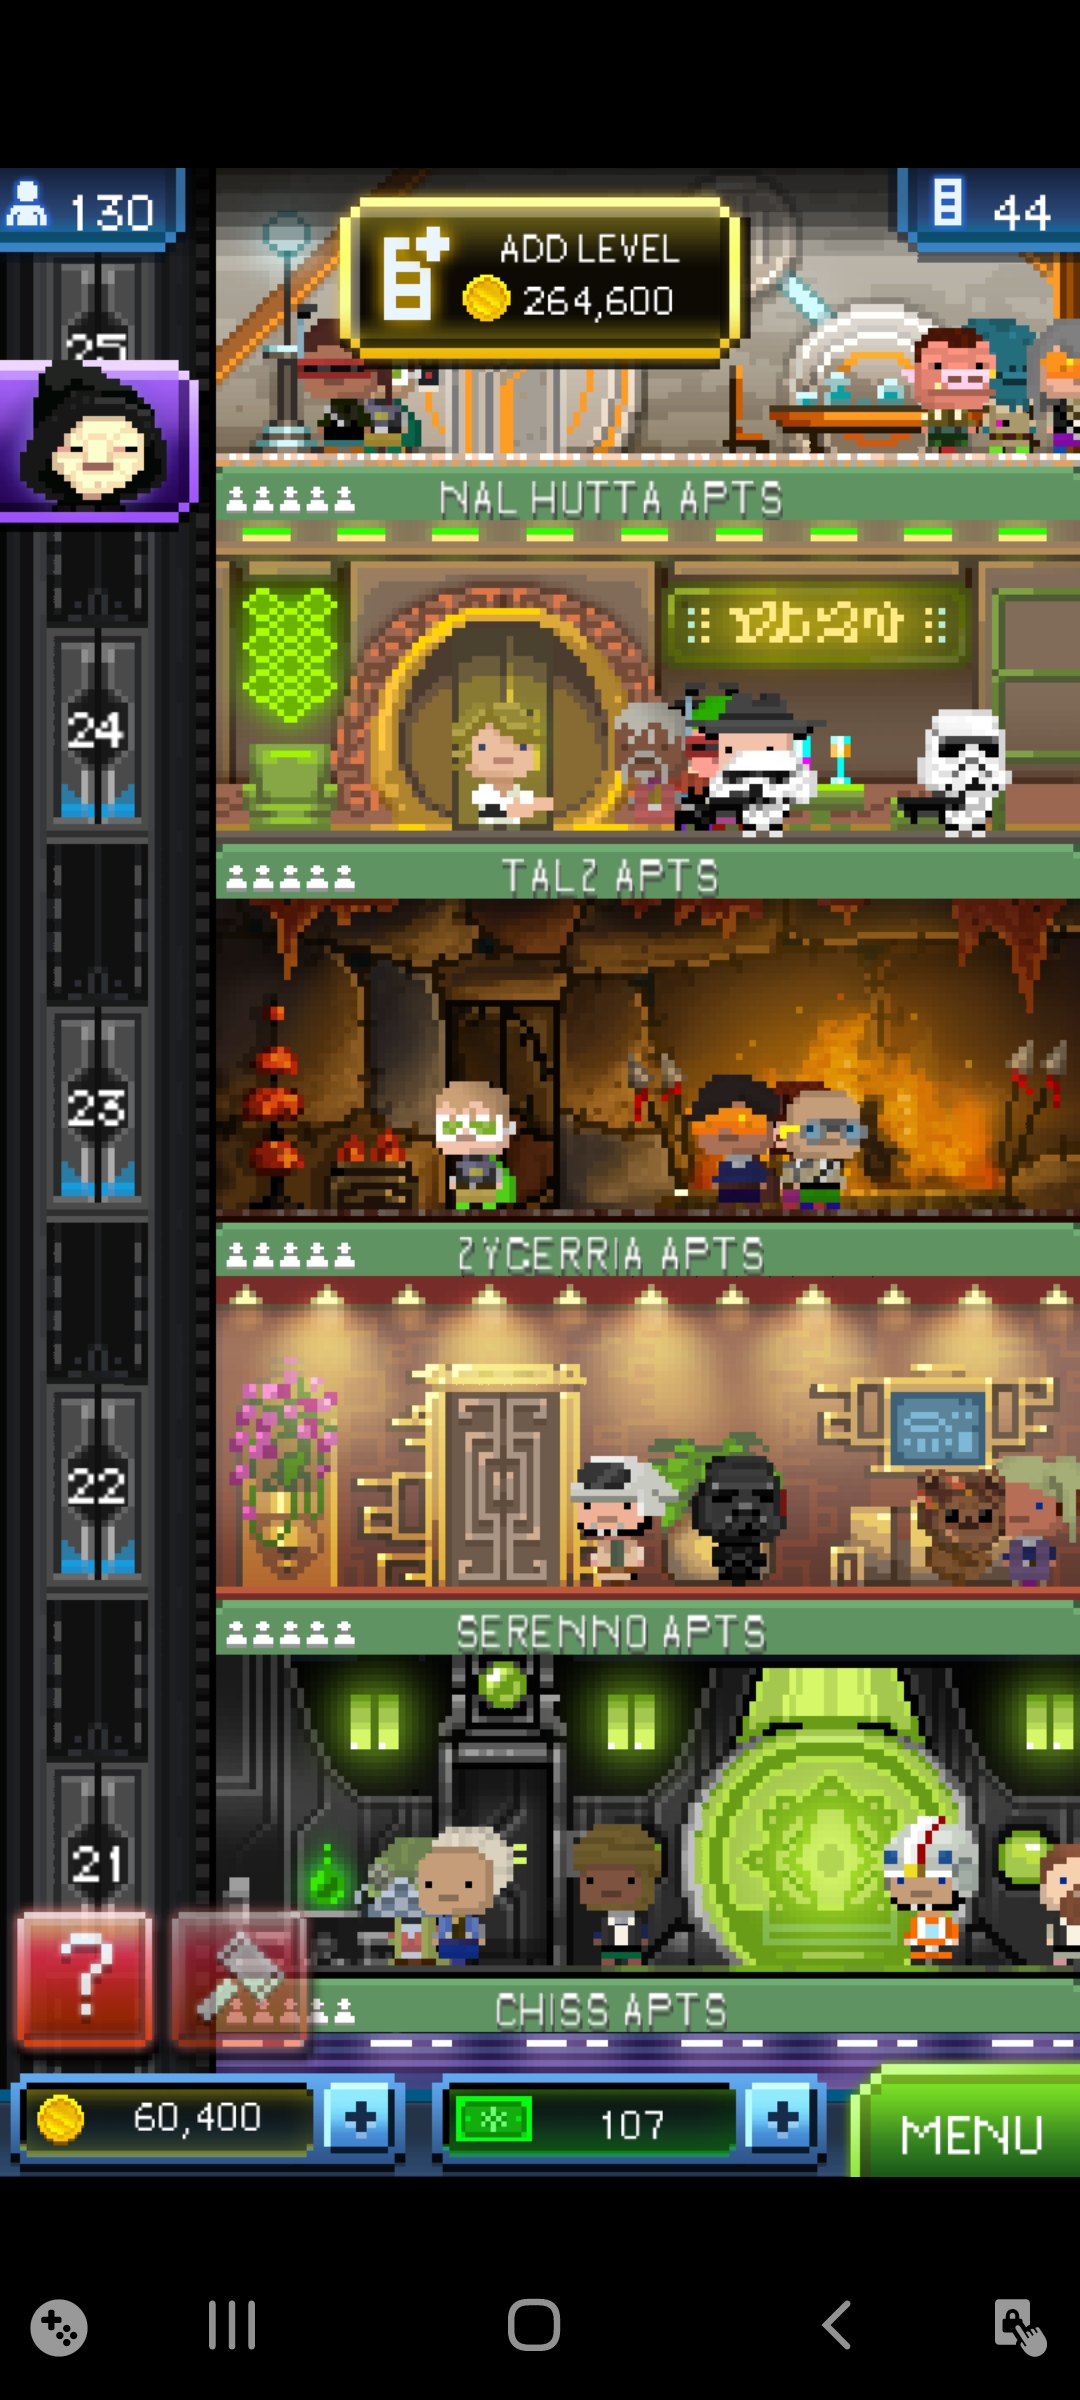 130
ADD LEVEL
264,600
44
25
NAL HUTTA APTS
24
TALZ APTS
23
ZYGERRIA APTS
22
SERENNO APTS
21
?
CHISS APTS
60,400
+
107
+
MENU